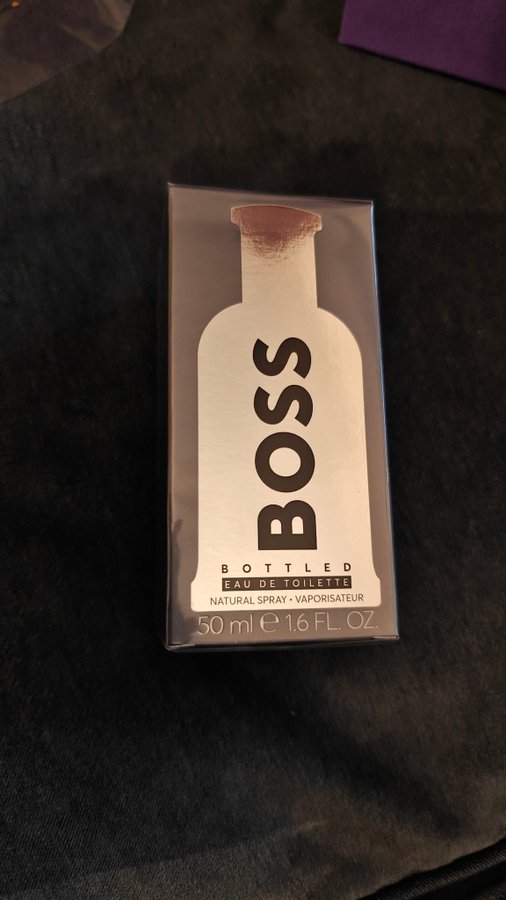 BOSS
BOTTLED
EAU DE TOILETTE
NATURAL SPRAY • VAPORISATEUR
50 ml ℮ 1.6 FL. OZ.